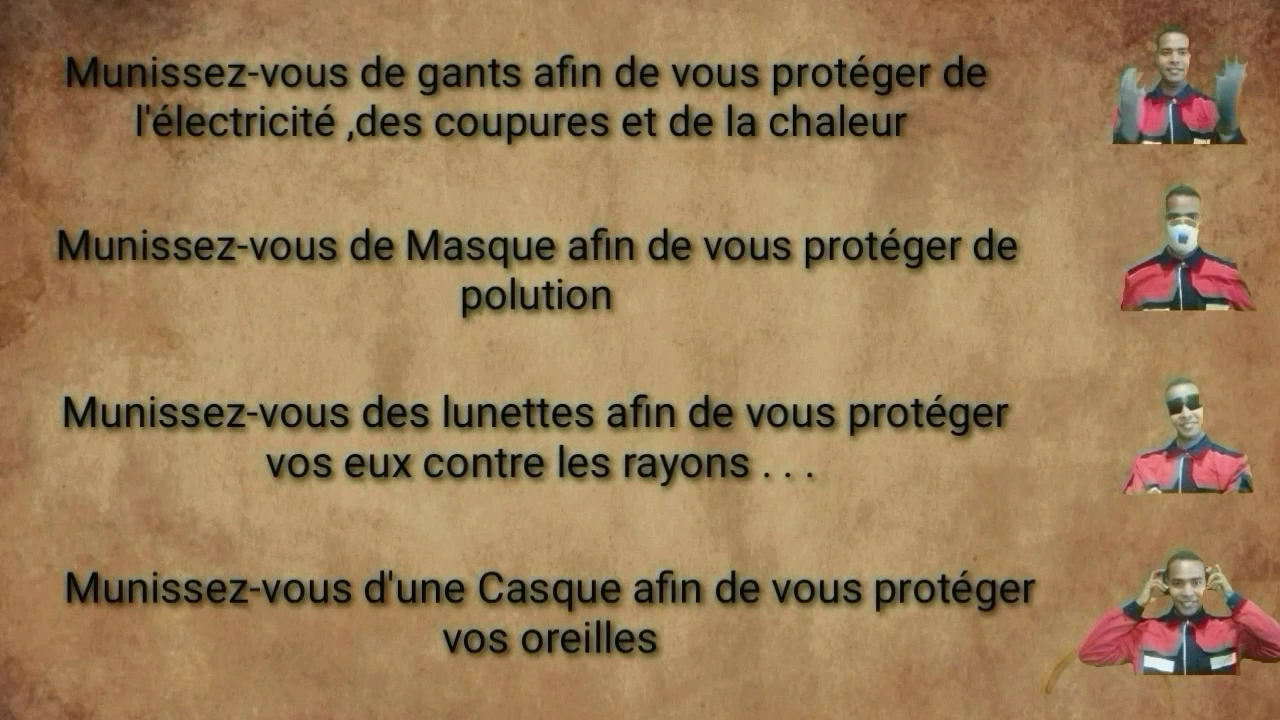 Munissez-vous de gants afin de vous protéger de
l'électricité ,des coupures et de la chaleur
Munissez-vous de Masque afin de vous protéger de
polution
Munissez-vous des lunettes afin de vous protéger
vos eux contre les rayons . . .
Munissez-vous d'une Casque afin de vous protéger
vos oreilles